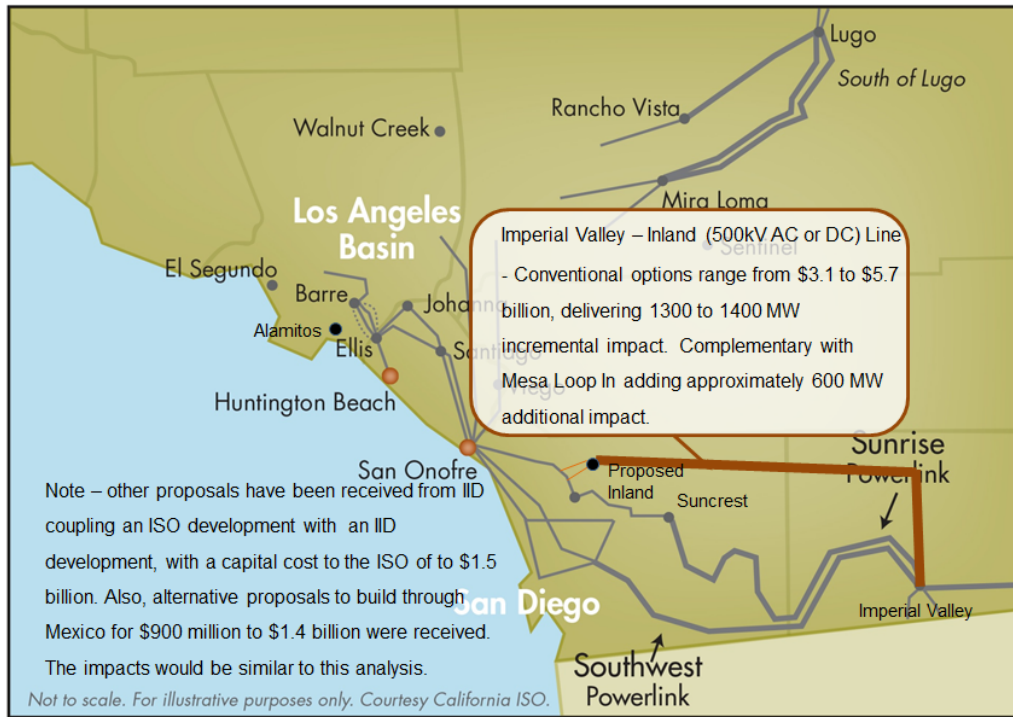 Lugo
South of Lugo
Rancho Vista
Walnut Creek
Mira Loma
Los Angeles
Basin
Imperial Valley – Inland (500kV AC or DC) Line
Sentinel
- Conventional options range from $3.1 to $5.7
billion, delivering 1300 to 1400 MW
incremental impact. Complementary with
Mesa Loop In adding approximately 600 MW
additional impact.
El Segundo
Barre
Johanna
Alamitos
Ellis
Santiago
Viejo
Huntington Beach
San Onofre
Proposed
Inland
Suncrest
Sunrise
Powerlink
Note – other proposals have been received from IID
coupling an ISO development with an IID
development, with a capital cost to the ISO of to $1.5
billion. Also, alternative proposals to build through
Mexico for $900 million to $1.4 billion were received.
The impacts would be similar to this analysis.
San Diego
Imperial Valley
Southwest
Powerlink
Not to scale. For illustrative purposes only. Courtesy California ISO.